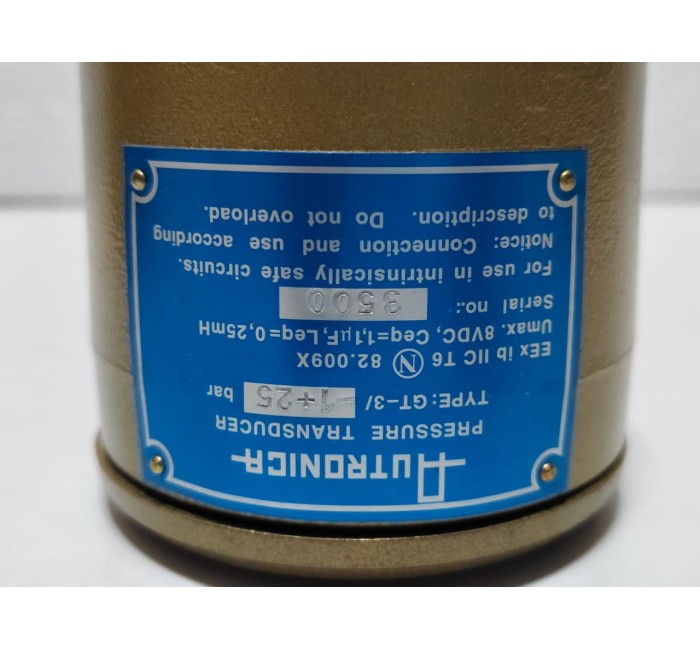 AUTRONICA
PRESSURE TRANSDUCER
TYPE: GT-3/ -1+25 bar
EEx ib IIC T6 N 82.009X
Umax. 8VDC, Ceq=1,1µF, Leq=0,25mH
Serial no.: 3500
For use in intrinsically safe circuits.
Notice: Connection and use according
to description. Do not overload.